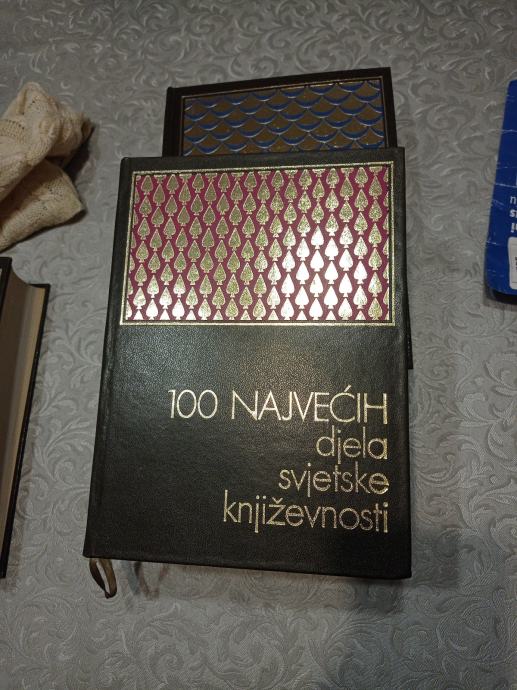 100 NAJVEĆIH
djela
svjetske
književnosti